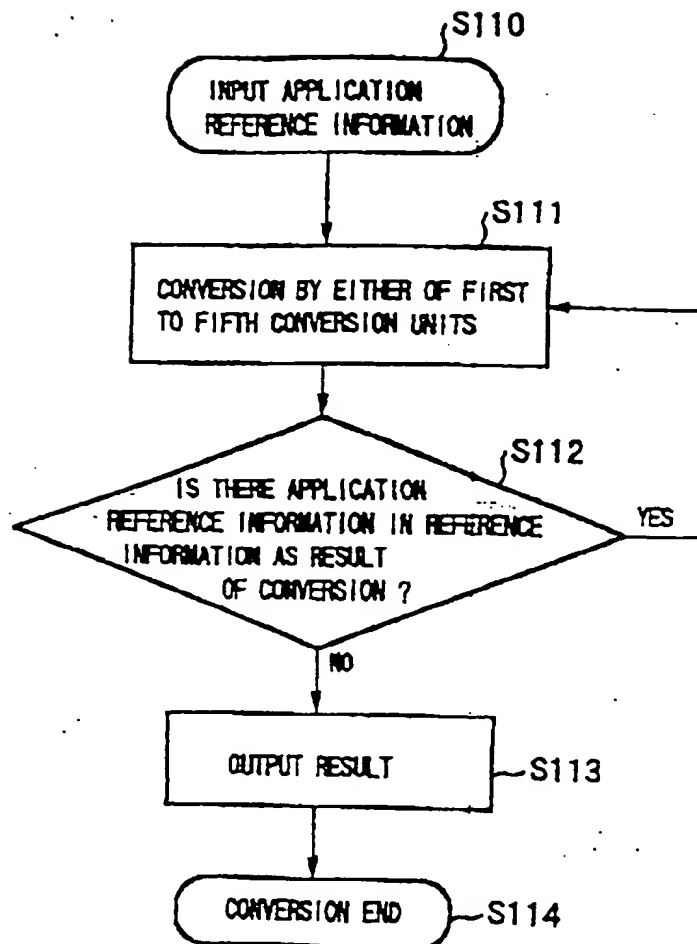 S110
INPUT APPLICATION
REFERENCE INFORMATION
S111
CONVERSION BY EITHER OF FIRST
TO FIFTH CONVERSION UNITS
S112
IS THERE APPLICATION
REFERENCE INFORMATION IN REFERENCE
INFORMATION AS RESULT
OF CONVERSION ?
YES
NO
OUTPUT RESULT
S113
CONVERSION END
S114